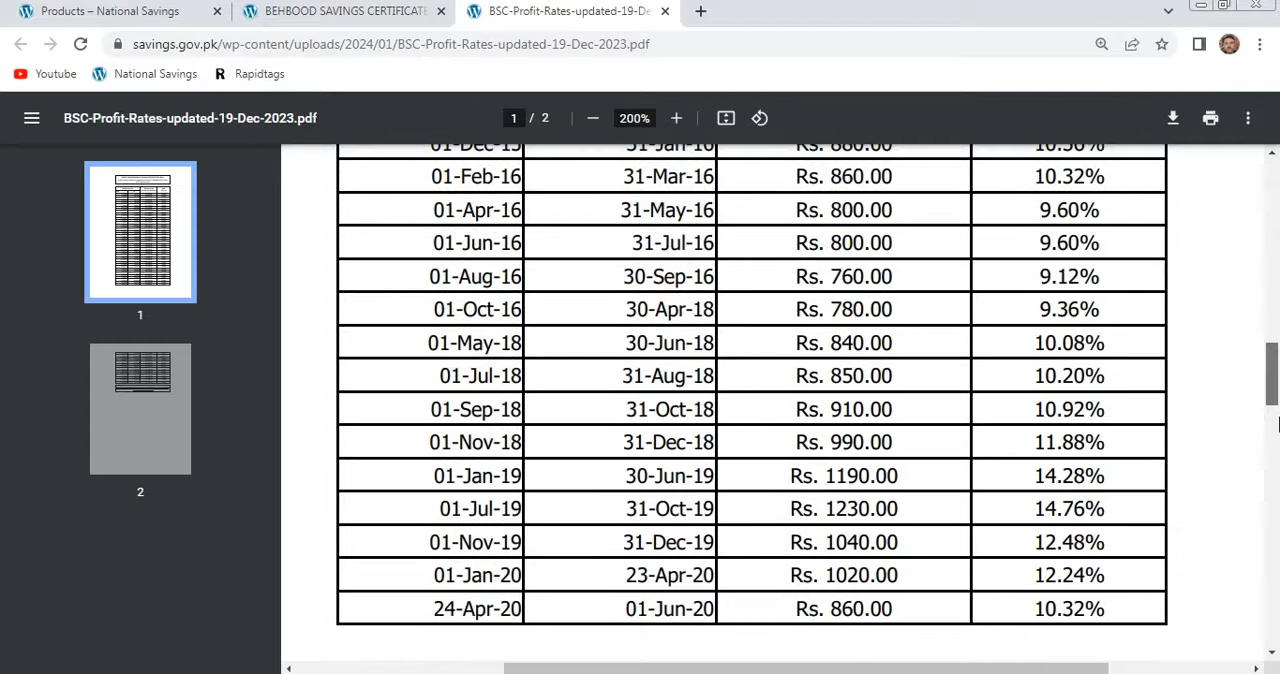 Products – National Savings
BEHBOOD SAVINGS CERTIFICATE
BSC-Profit-Rates-updated-19-De
savings.gov.pk/wp-content/uploads/2024/01/BSC-Profit-Rates-updated-19-Dec-2023.pdf
Youtube National Savings R Rapidtags
BSC-Profit-Rates-updated-19-Dec-2023.pdf 1 / 2 − 200% +
01-Dec-15 31-Jan-16 Rs. 880.00 10.56%
01-Feb-16 31-Mar-16 Rs. 860.00 10.32%
01-Apr-16 31-May-16 Rs. 800.00 9.60%
01-Jun-16 31-Jul-16 Rs. 800.00 9.60%
01-Aug-16 30-Sep-16 Rs. 760.00 9.12%
01-Oct-16 30-Apr-18 Rs. 780.00 9.36%
01-May-18 30-Jun-18 Rs. 840.00 10.08%
01-Jul-18 31-Aug-18 Rs. 850.00 10.20%
01-Sep-18 31-Oct-18 Rs. 910.00 10.92%
01-Nov-18 31-Dec-18 Rs. 990.00 11.88%
01-Jan-19 30-Jun-19 Rs. 1190.00 14.28%
01-Jul-19 31-Oct-19 Rs. 1230.00 14.76%
01-Nov-19 31-Dec-19 Rs. 1040.00 12.48%
01-Jan-20 23-Apr-20 Rs. 1020.00 12.24%
24-Apr-20 01-Jun-20 Rs. 860.00 10.32%
1
2